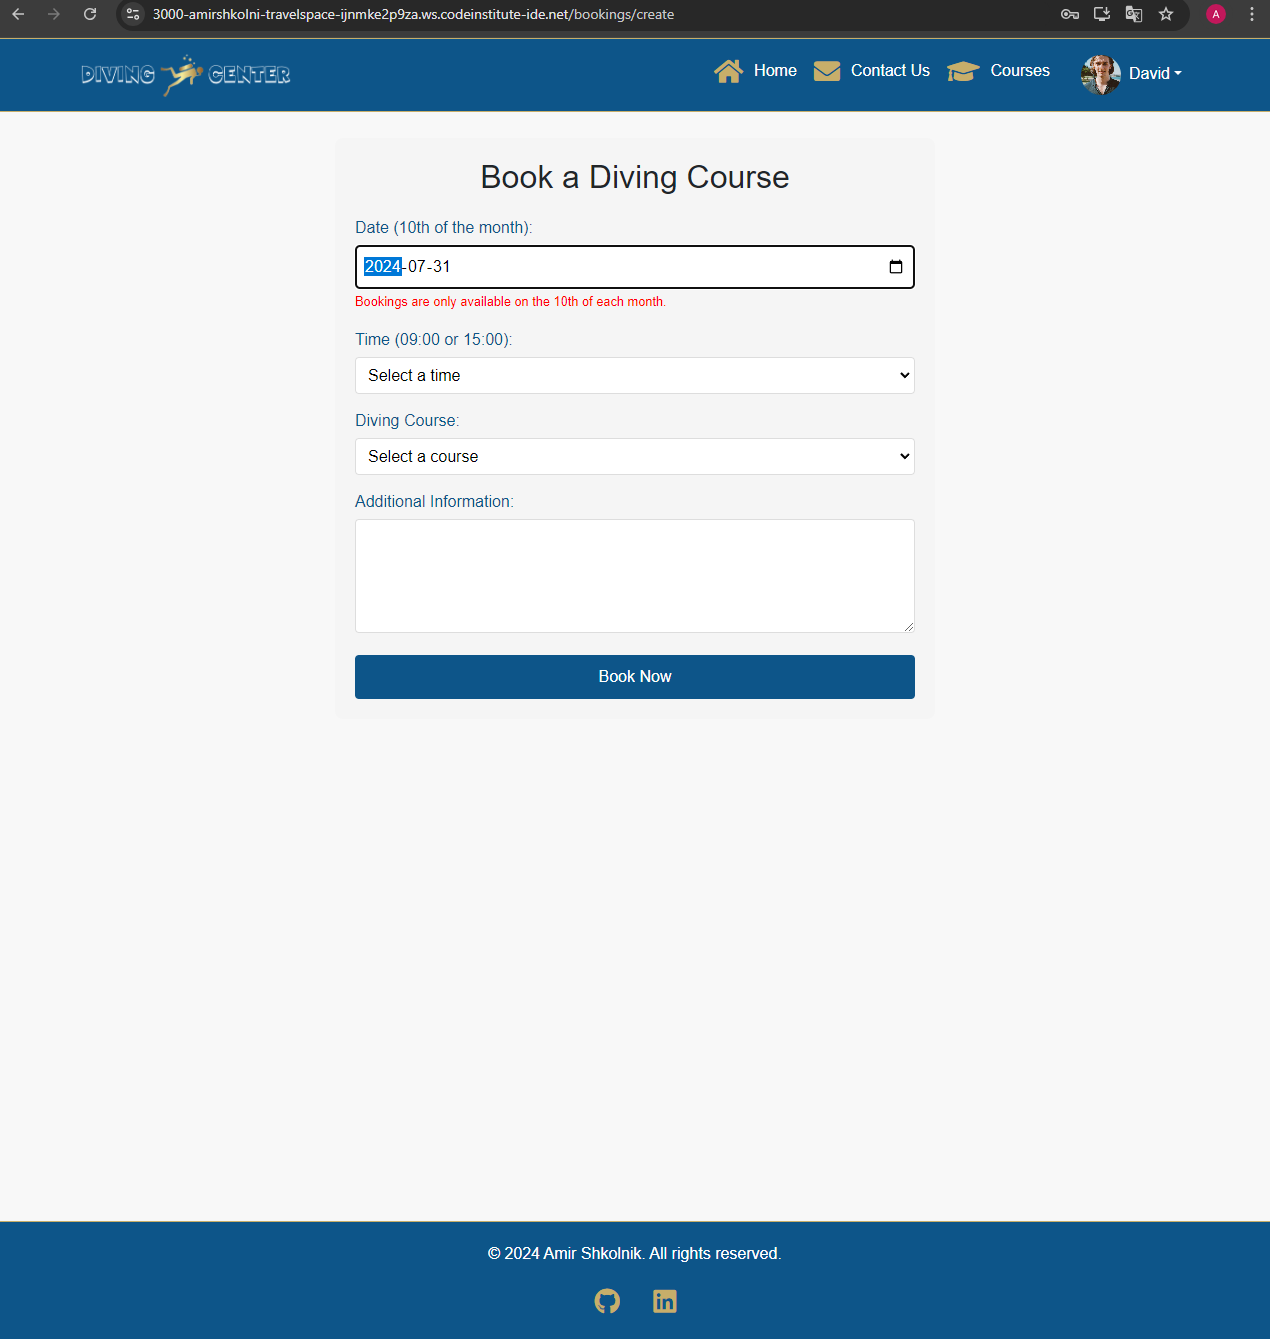 3000-amirshkolni-travelspace-ijnmke2p9za.ws.codeinstitute-ide.net/bookings/create
A
DIVING CENTER
Home
Contact Us
Courses
David
Book a Diving Course
Date (10th of the month):
2024-07-31
Bookings are only available on the 10th of each month.
Time (09:00 or 15:00):
Select a time
Diving Course:
Select a course
Additional Information:
Book Now
© 2024 Amir Shkolnik. All rights reserved.
in